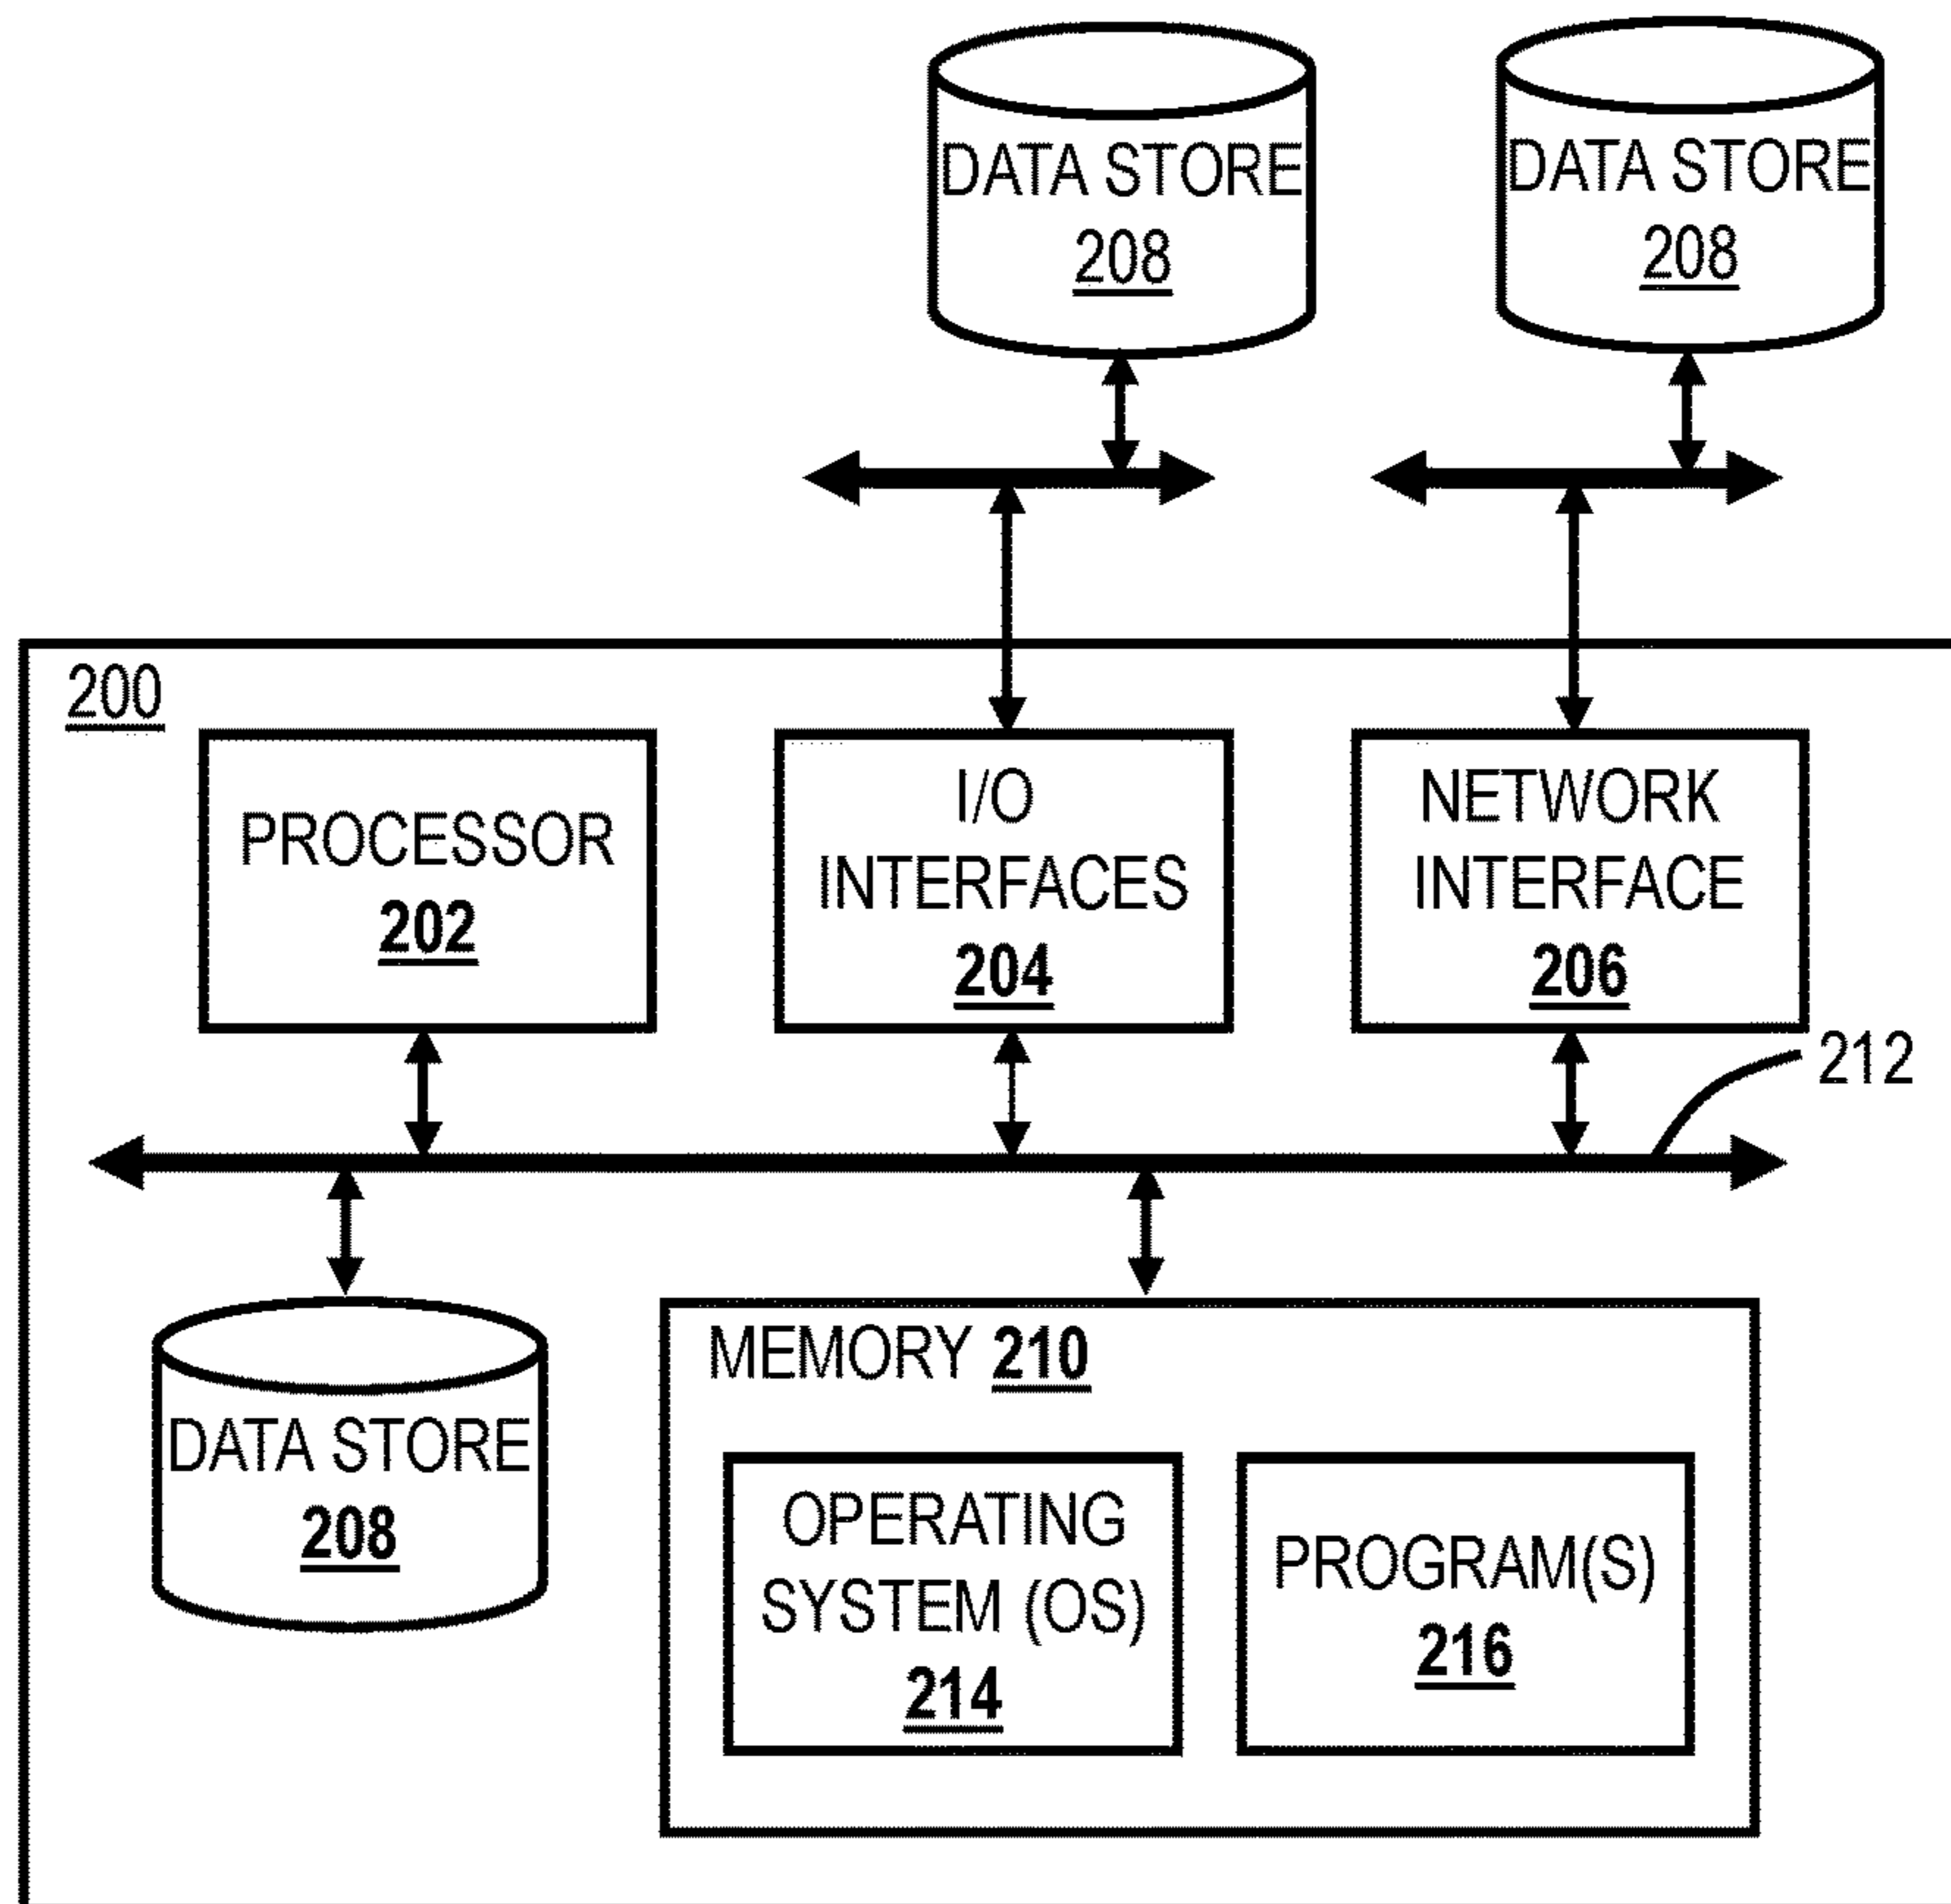 DATA STORE
208
DATA STORE
208
200
PROCESSOR
202
I/O
INTERFACES
204
NETWORK
INTERFACE
206
212
DATA STORE
208
MEMORY 210
OPERATING
SYSTEM (OS)
214
PROGRAM(S)
216